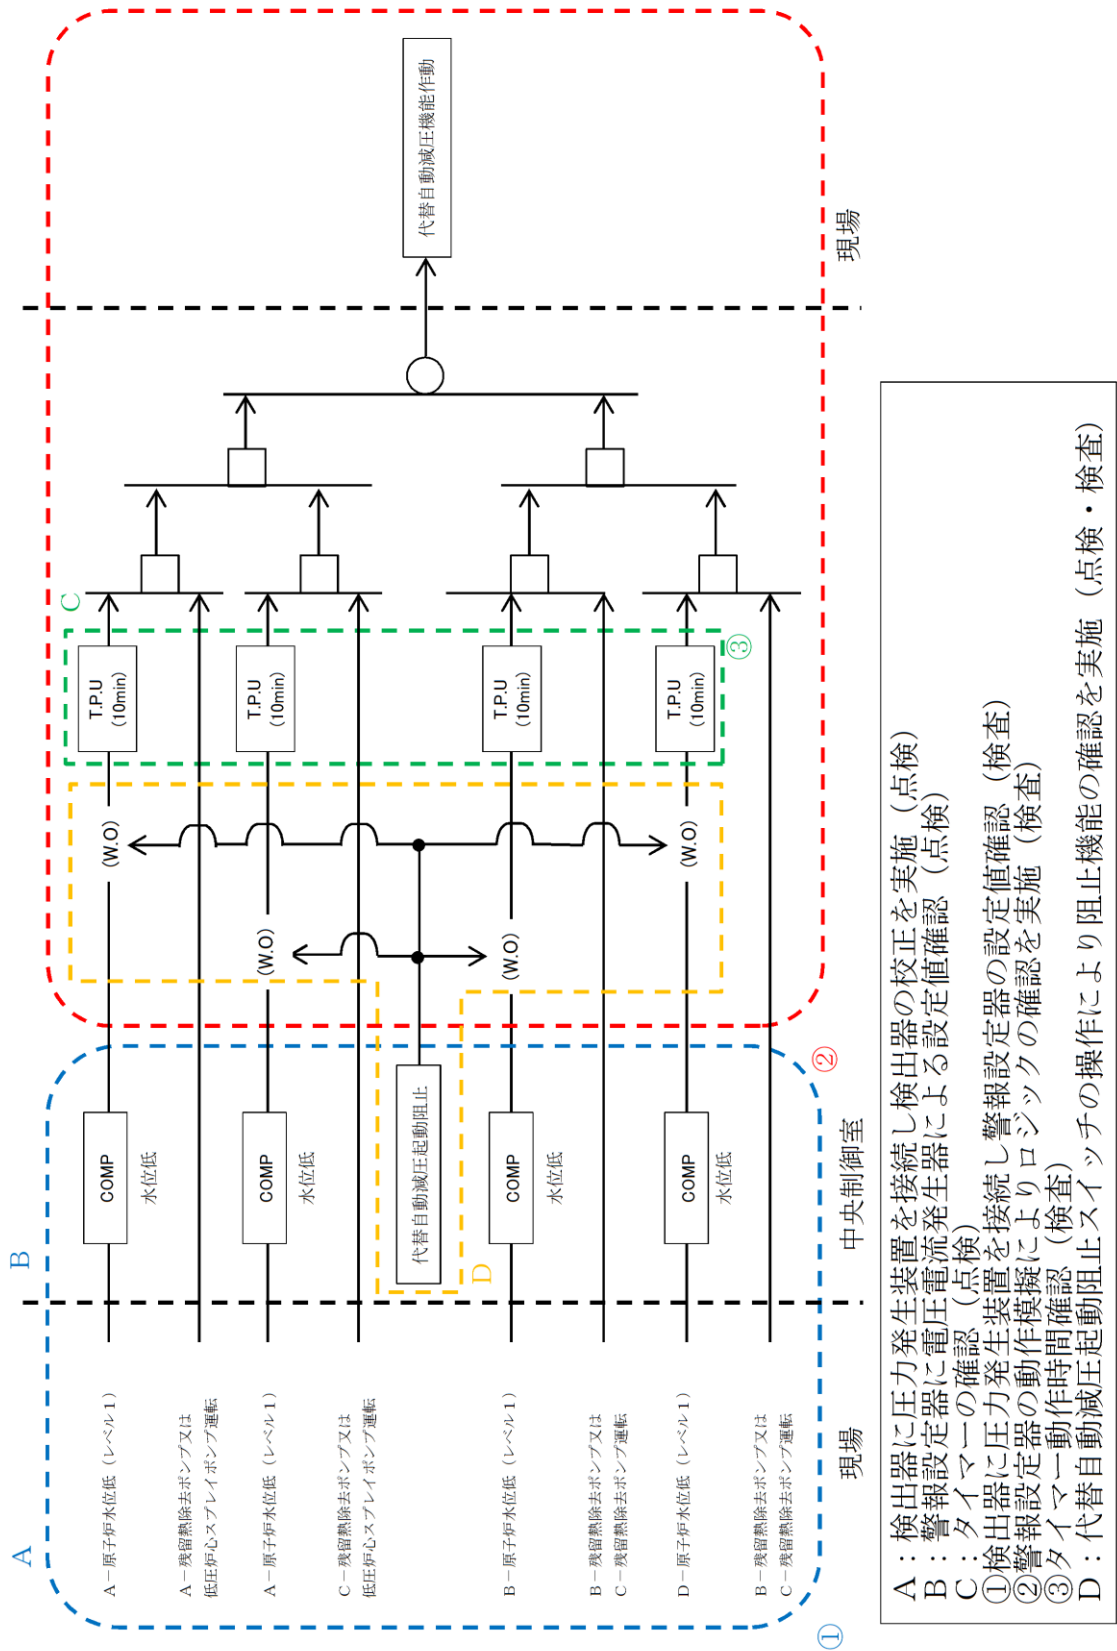 A
B
A－原子炉水位低（レベル１）
COMP
水位低
(W.O)
T.P.U
(10min)
C
A－残留熱除去ポンプ又は
低圧炉心スプレイポンプ運転
A－原子炉水位低（レベル１）
COMP
水位低
(W.O)
T.P.U
(10min)
C－残留熱除去ポンプ又は
低圧炉心スプレイポンプ運転
代替自動減圧起動阻止
代替自動減圧機能作動
D
B－原子炉水位低（レベル１）
COMP
水位低
(W.O)
T.P.U
(10min)
B－残留熱除去ポンプ又は
C－残留熱除去ポンプ運転
D－原子炉水位低（レベル１）
COMP
水位低
(W.O)
T.P.U
(10min)
③
B－残留熱除去ポンプ又は
C－残留熱除去ポンプ運転
①
②
現場
中央制御室
現場
A：検出器に圧力発生装置を接続し検出器の校正を実施（点検）
B：警報設定器に電圧電流発生器による設定値確認（点検）
C：タイマーの確認（点検）
①検出器に圧力発生装置を接続し警報設定器の設定値確認（検査）
②警報設定器の動作模擬によりロジックの確認を実施（検査）
③タイマー動作時間確認（検査）
D：代替自動減圧起動阻止スイッチの操作により阻止機能の確認を実施（点検・検査）